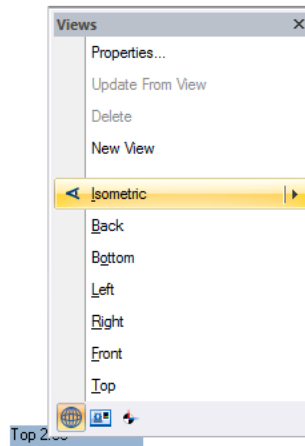 Views
Properties...
Update From View
Delete
New View
Isometric
Back
Bottom
Left
Right
Front
Top
Top